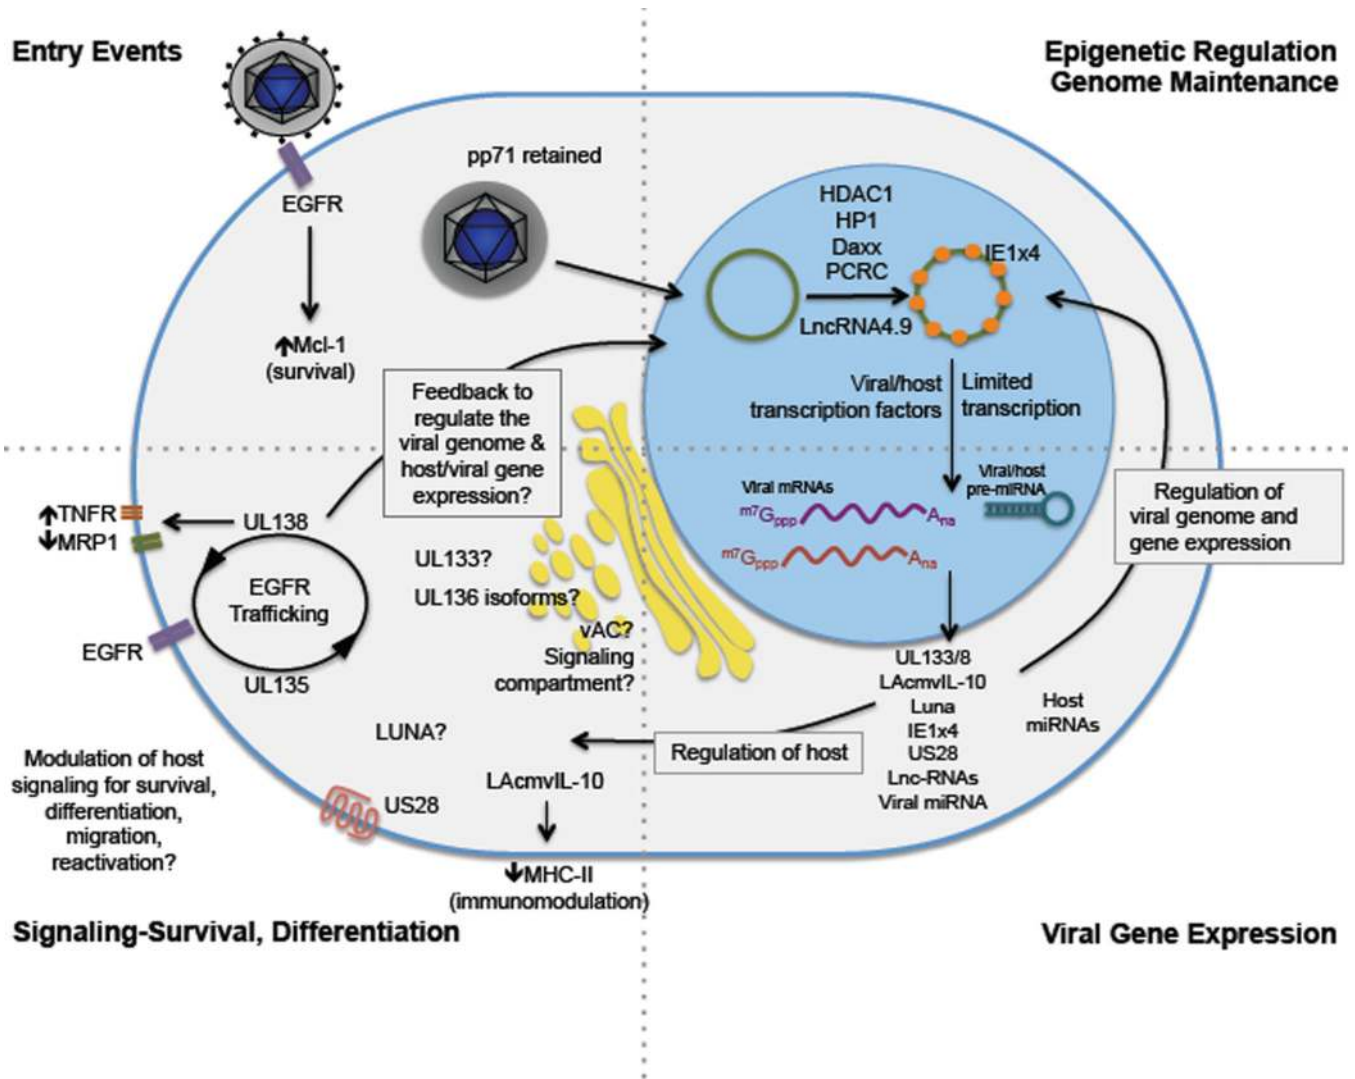 Entry Events
Epigenetic Regulation
Genome Maintenance
pp71 retained
EGFR
↑Mcl-1
(survival)
HDAC1
HP1
Daxx
PCRC
IE1x4
LncRNA4.9
Viral/host
transcription factors
Limited
transcription
Feedback to
regulate the
viral genome &
host/viral gene
expression?
Viral mRNAs
Viral/host
pre-miRNA
m7Gppp
Ana
m7Gppp
Ana
Regulation of
viral genome and
gene expression
↑TNFR
↓MRP1
UL138
EGFR
Trafficking
UL135
EGFR
UL133?
UL136 isoforms?
vAC?
Signaling
compartment?
UL133/8
LAcmvIL-10
Luna
IE1x4
US28
Lnc-RNAs
Viral miRNA
Host
miRNAs
Regulation of host
LUNA?
LAcmvIL-10
US28
↓MHC-II
(immunomodulation)
Modulation of host
signaling for survival,
differentiation,
migration,
reactivation?
Signaling-Survival, Differentiation
Viral Gene Expression